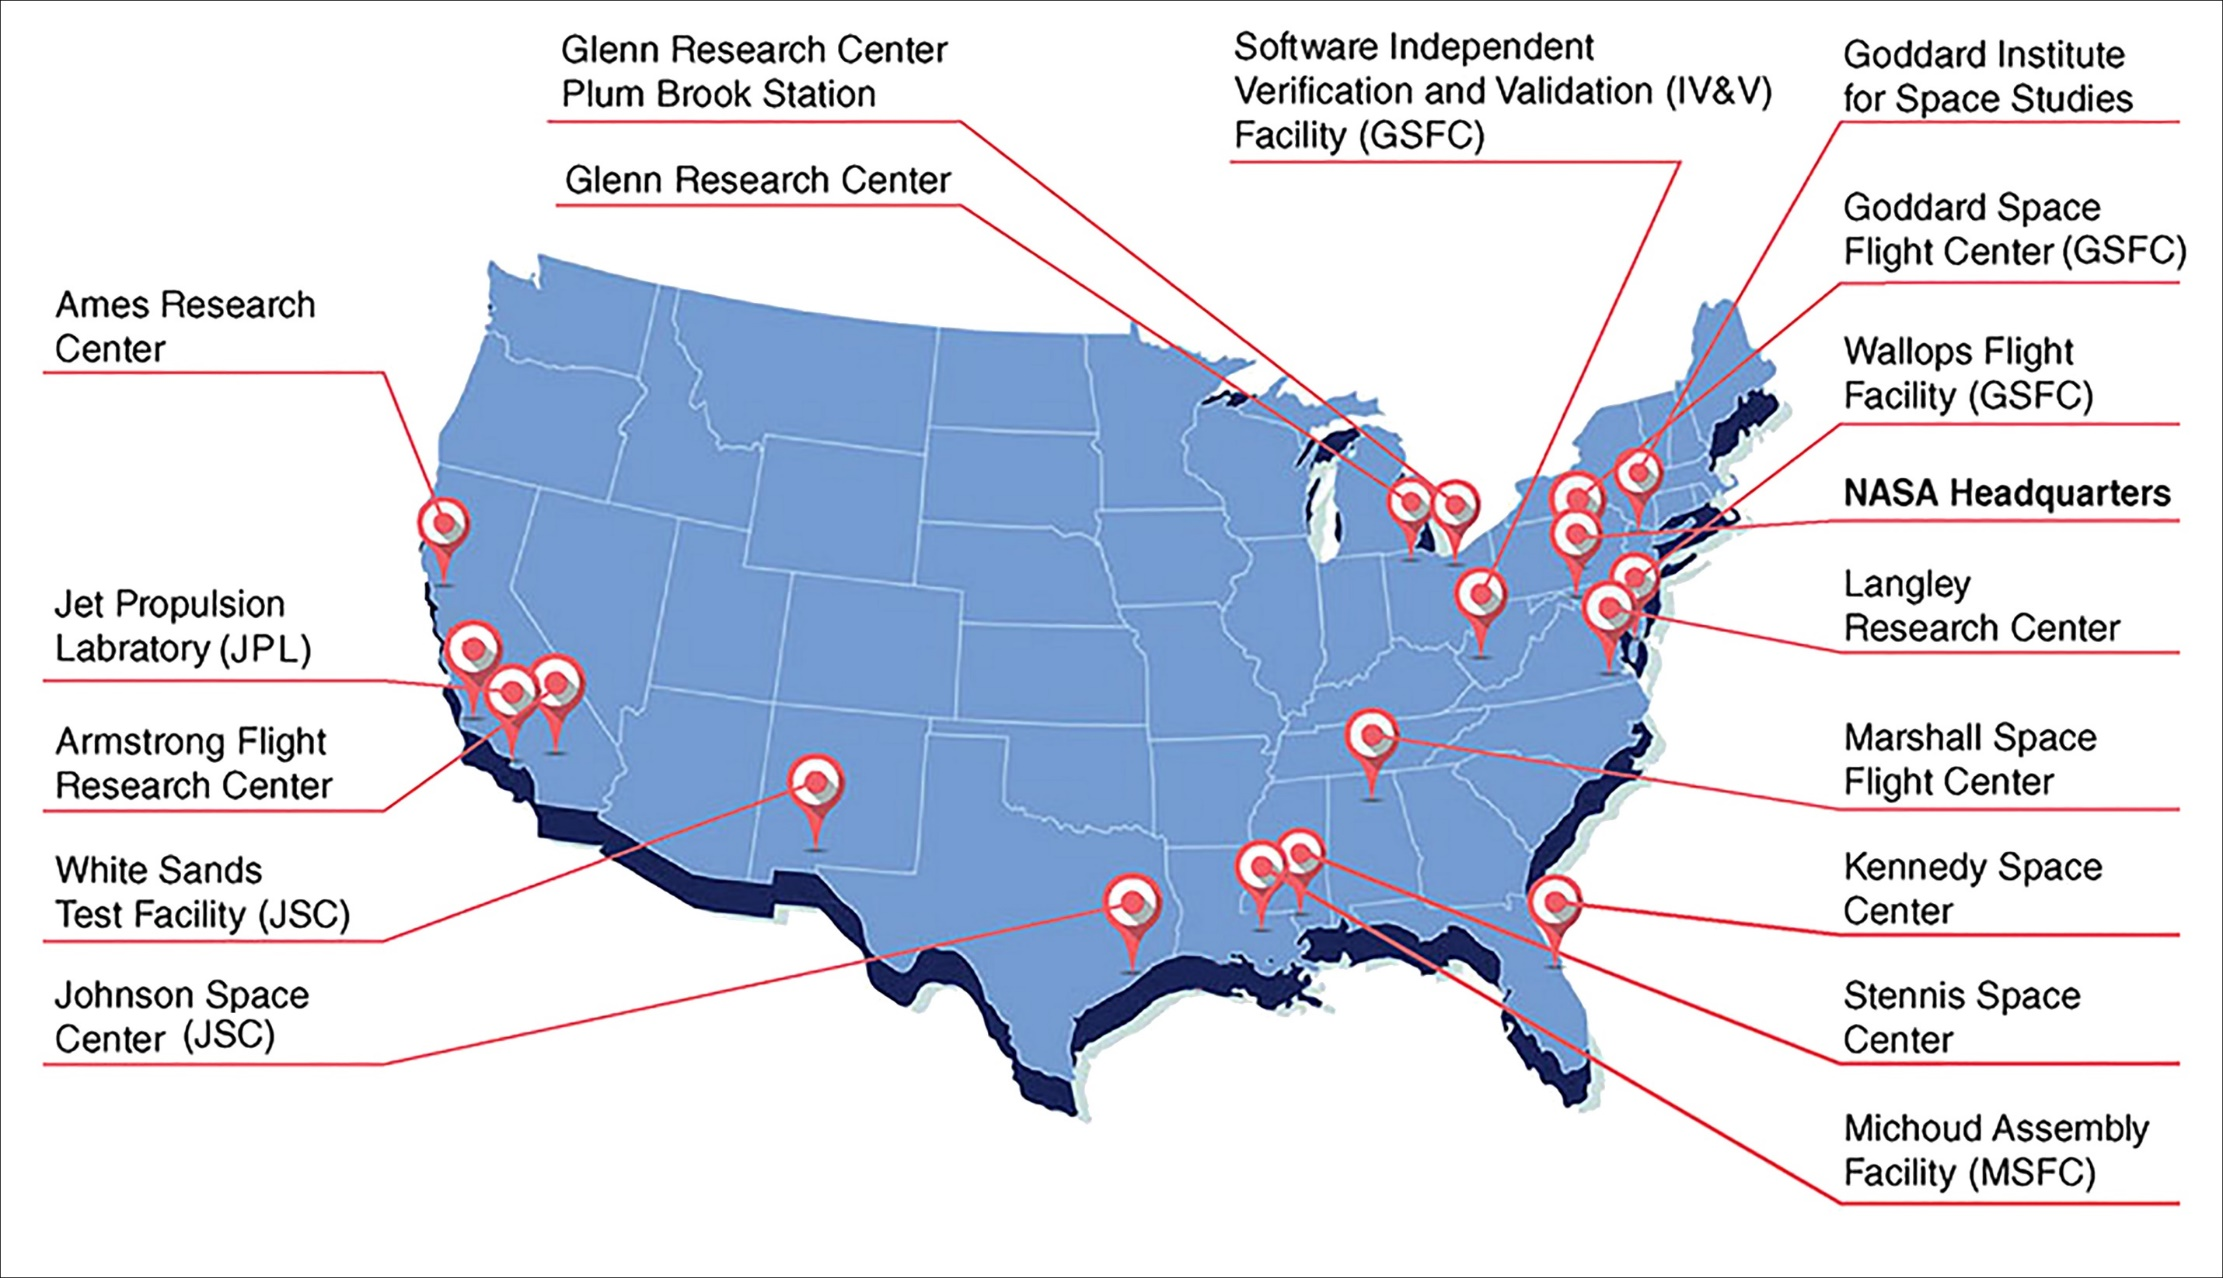 Glenn Research Center
Plum Brook Station
Glenn Research Center
Software Independent
Verification and Validation (IV&V)
Facility (GSFC)
Goddard Institute
for Space Studies
Goddard Space
Flight Center (GSFC)
Wallops Flight
Facility (GSFC)
NASA Headquarters
Langley
Research Center
Marshall Space
Flight Center
Kennedy Space
Center
Stennis Space
Center
Michoud Assembly
Facility (MSFC)
Ames Research
Center
Jet Propulsion
Labratory (JPL)
Armstrong Flight
Research Center
White Sands
Test Facility (JSC)
Johnson Space
Center (JSC)